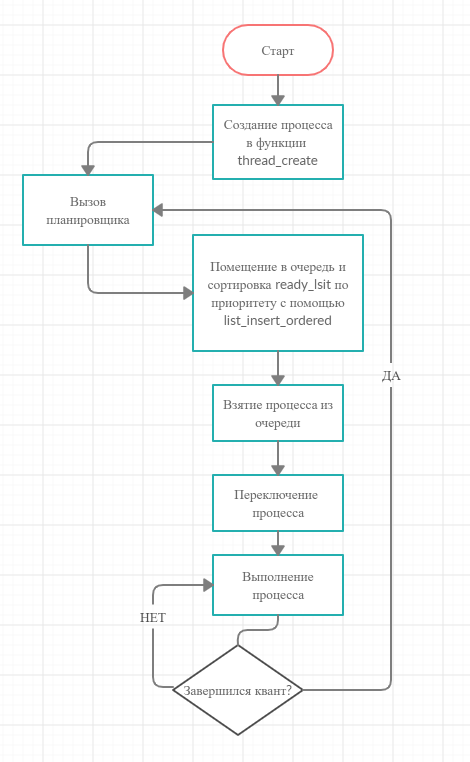 Старт
Создание процесса
в функции
thread_create
Вызов
планировщика
Помещение в очередь и
сортировка ready_lsit по
приоритету с помощью
list_insert_ordered
ДА
Взятие процесса из
очереди
Переключение
процесса
Выполнение
процесса
НЕТ
Завершился квант?